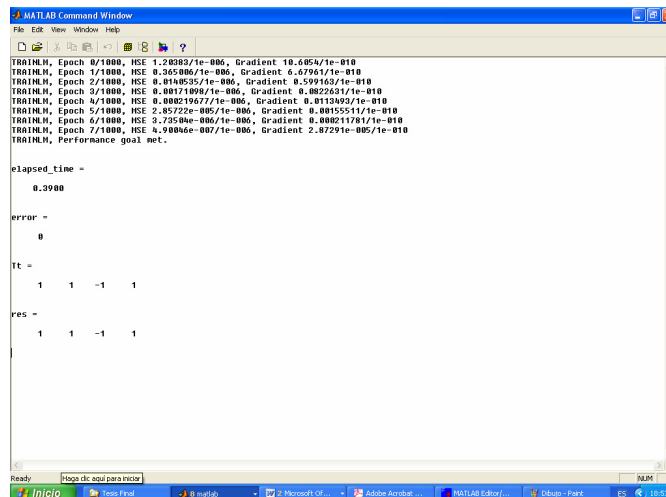 MATLAB Command Window
File Edit View Window Help
TRAINLM, Epoch 0/1000, MSE 1.20383/1e-006, Gradient 10.6054/1e-010
TRAINLM, Epoch 1/1000, MSE 0.365006/1e-006, Gradient 6.67961/1e-010
TRAINLM, Epoch 2/1000, MSE 0.0140535/1e-006, Gradient 0.599163/1e-010
TRAINLM, Epoch 3/1000, MSE 0.00171098/1e-006, Gradient 0.0822631/1e-010
TRAINLM, Epoch 4/1000, MSE 0.000219677/1e-006, Gradient 0.0113493/1e-010
TRAINLM, Epoch 5/1000, MSE 2.85722e-005/1e-006, Gradient 0.00155511/1e-010
TRAINLM, Epoch 6/1000, MSE 3.73504e-006/1e-006, Gradient 0.000211781/1e-010
TRAINLM, Epoch 7/1000, MSE 4.90046e-007/1e-006, Gradient 2.87291e-005/1e-010
TRAINLM, Performance goal met.
elapsed_time =
0.3900
error =
0
Tt =
1 1 -1 1
res =
1 1 -1 1
Ready Haga clic aquí para iniciar NUM
Inicio Tesis Final 8 matlab 2 Microsoft Of... Adobe Acrobat ... MATLAB Editor/... Dibujo - Paint ES